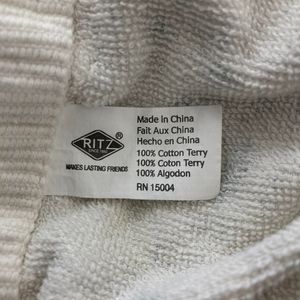 RITZ ®
MAKES LASTING FRIENDS
Made in China
Fait Aux China
Hecho en China
100% Cotton Terry
100% Coton Terry
100% Algodon
RN 15004